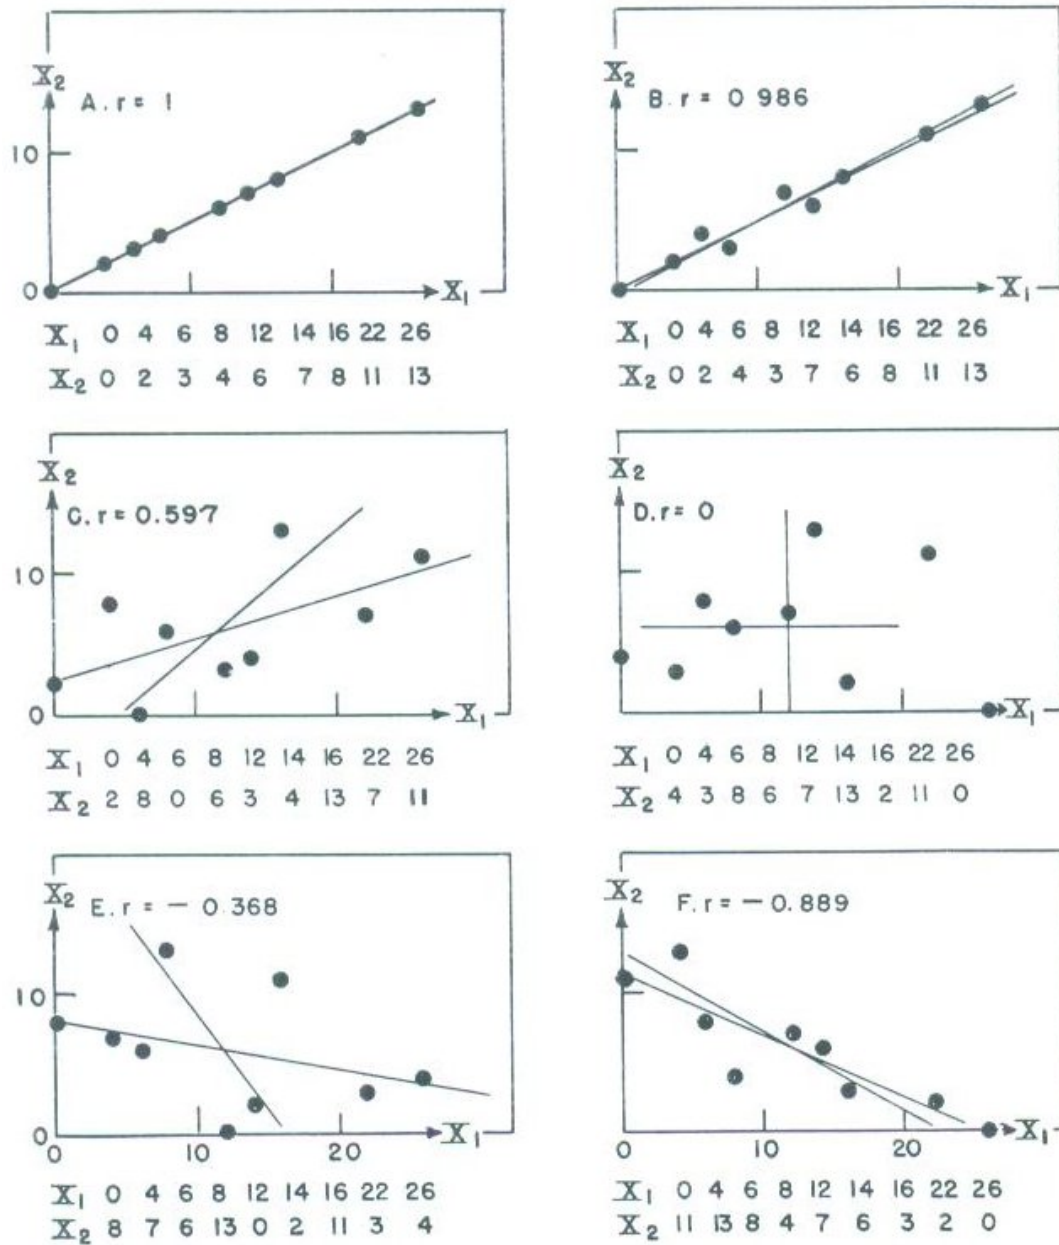 X₂
A. r = 1
10
0
X₁
X₁ 0 4 6 8 12 14 16 22 26
X₂ 0 2 3 4 6 7 8 11 13
X₂
B. r = 0 986
X₁
X₁ 0 4 6 8 12 14 16 22 26
X₂ 0 2 4 3 7 6 8 11 13
X₂
C. r = 0.597
10
0
X₁
X₁ 0 4 6 8 12 14 16 22 26
X₂ 2 8 0 6 3 4 13 7 11
X₂
D. r = 0
X₁
X₁ 0 4 6 8 12 14 16 22 26
X₂ 4 3 8 6 7 13 2 11 0
X₂
E. r = - 0.368
10
0
X₁
0 10 20
X₁ 0 4 6 8 12 14 16 22 26
X₂ 8 7 6 13 0 2 11 3 4
X₂
F. r = - 0.889
X₁
0 10 20
X₁ 0 4 6 8 12 14 16 22 26
X₂ 11 13 8 4 7 6 3 2 0